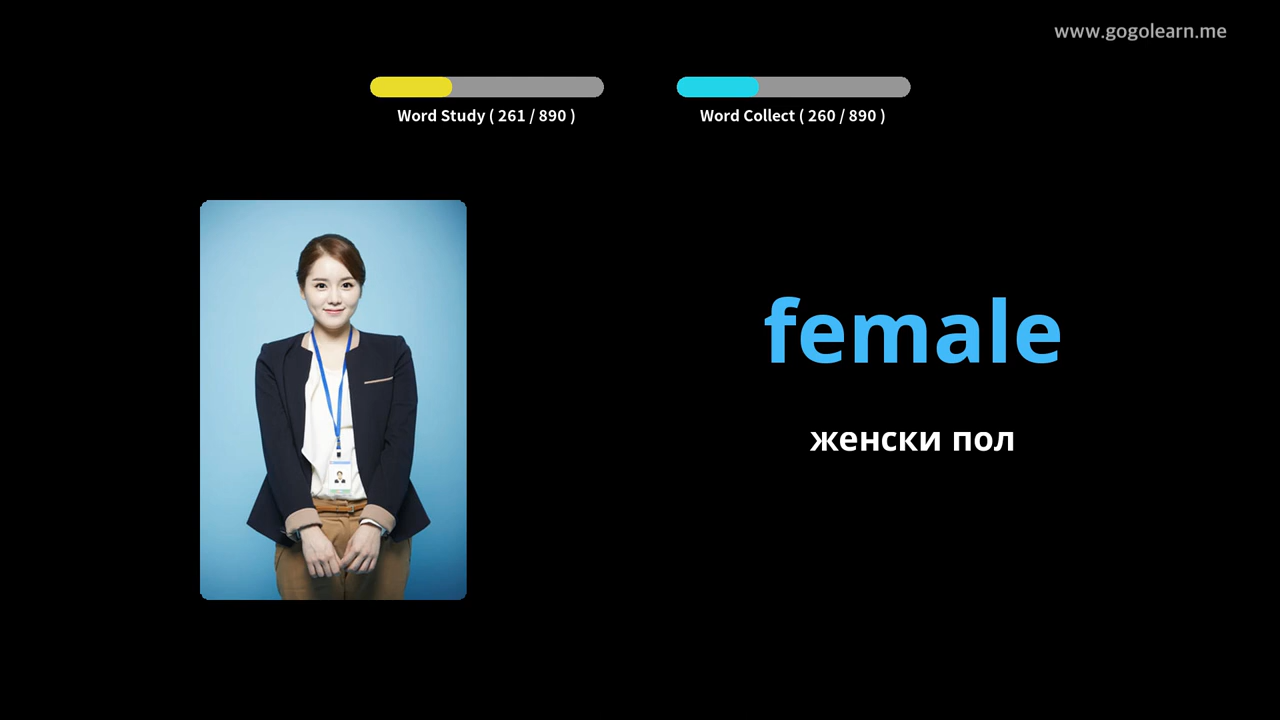 www.gogolearn.me
Word Study ( 261 / 890 )
Word Collect ( 260 / 890 )
female
женски пол